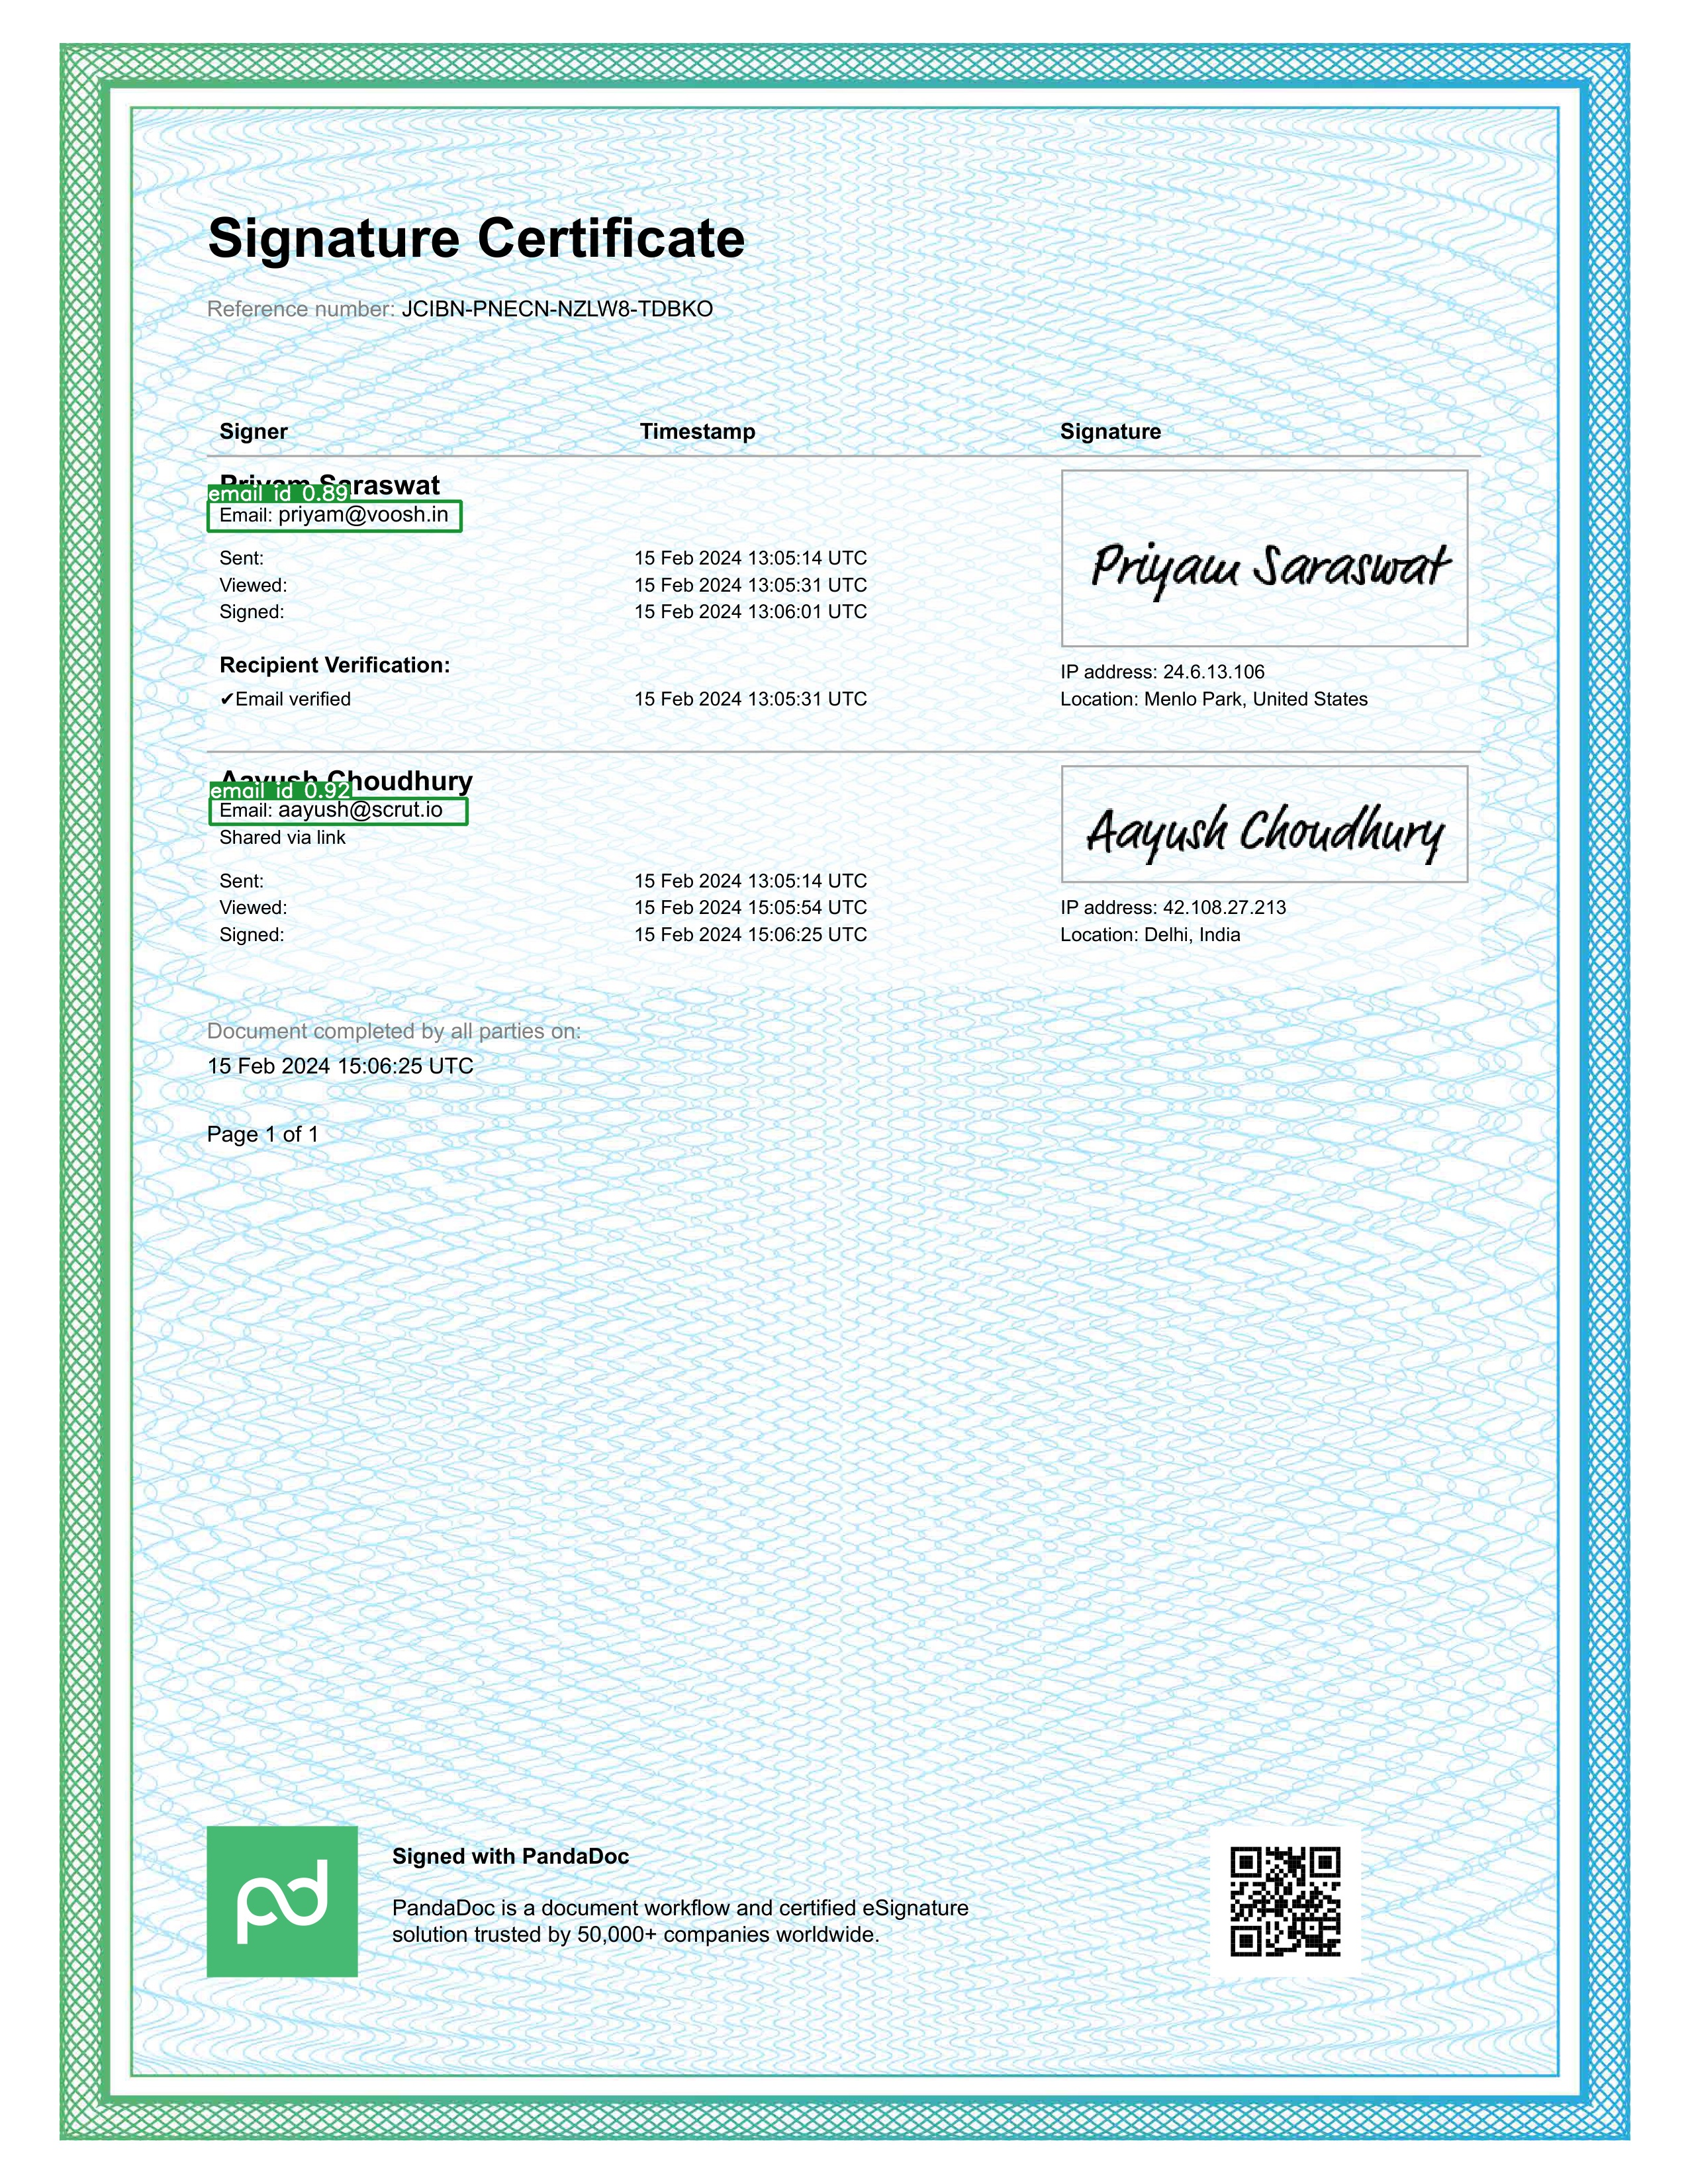 Signature Certificate
Reference number: JCIBN-PNECN-NZLW8-TDBKO
Signer Timestamp Signature
Priyam Saraswat
email_id 0.89
Email: priyam@voosh.in
Priyam Saraswat
Sent: 15 Feb 2024 13:05:14 UTC
Viewed: 15 Feb 2024 13:05:31 UTC
Signed: 15 Feb 2024 13:06:01 UTC
Recipient Verification:
IP address: 24.6.13.106
✔Email verified 15 Feb 2024 13:05:31 UTC
Location: Menlo Park, United States
Aayush Choudhury
email_id 0.92
Email: aayush@scrut.io
Shared via link
Aayush Choudhury
Sent: 15 Feb 2024 13:05:14 UTC
Viewed: 15 Feb 2024 15:05:54 UTC
IP address: 42.108.27.213
Signed: 15 Feb 2024 15:06:25 UTC
Location: Delhi, India
Document completed by all parties on:
15 Feb 2024 15:06:25 UTC
Page 1 of 1
pd
Signed with PandaDoc
PandaDoc is a document workflow and certified eSignature
solution trusted by 50,000+ companies worldwide.